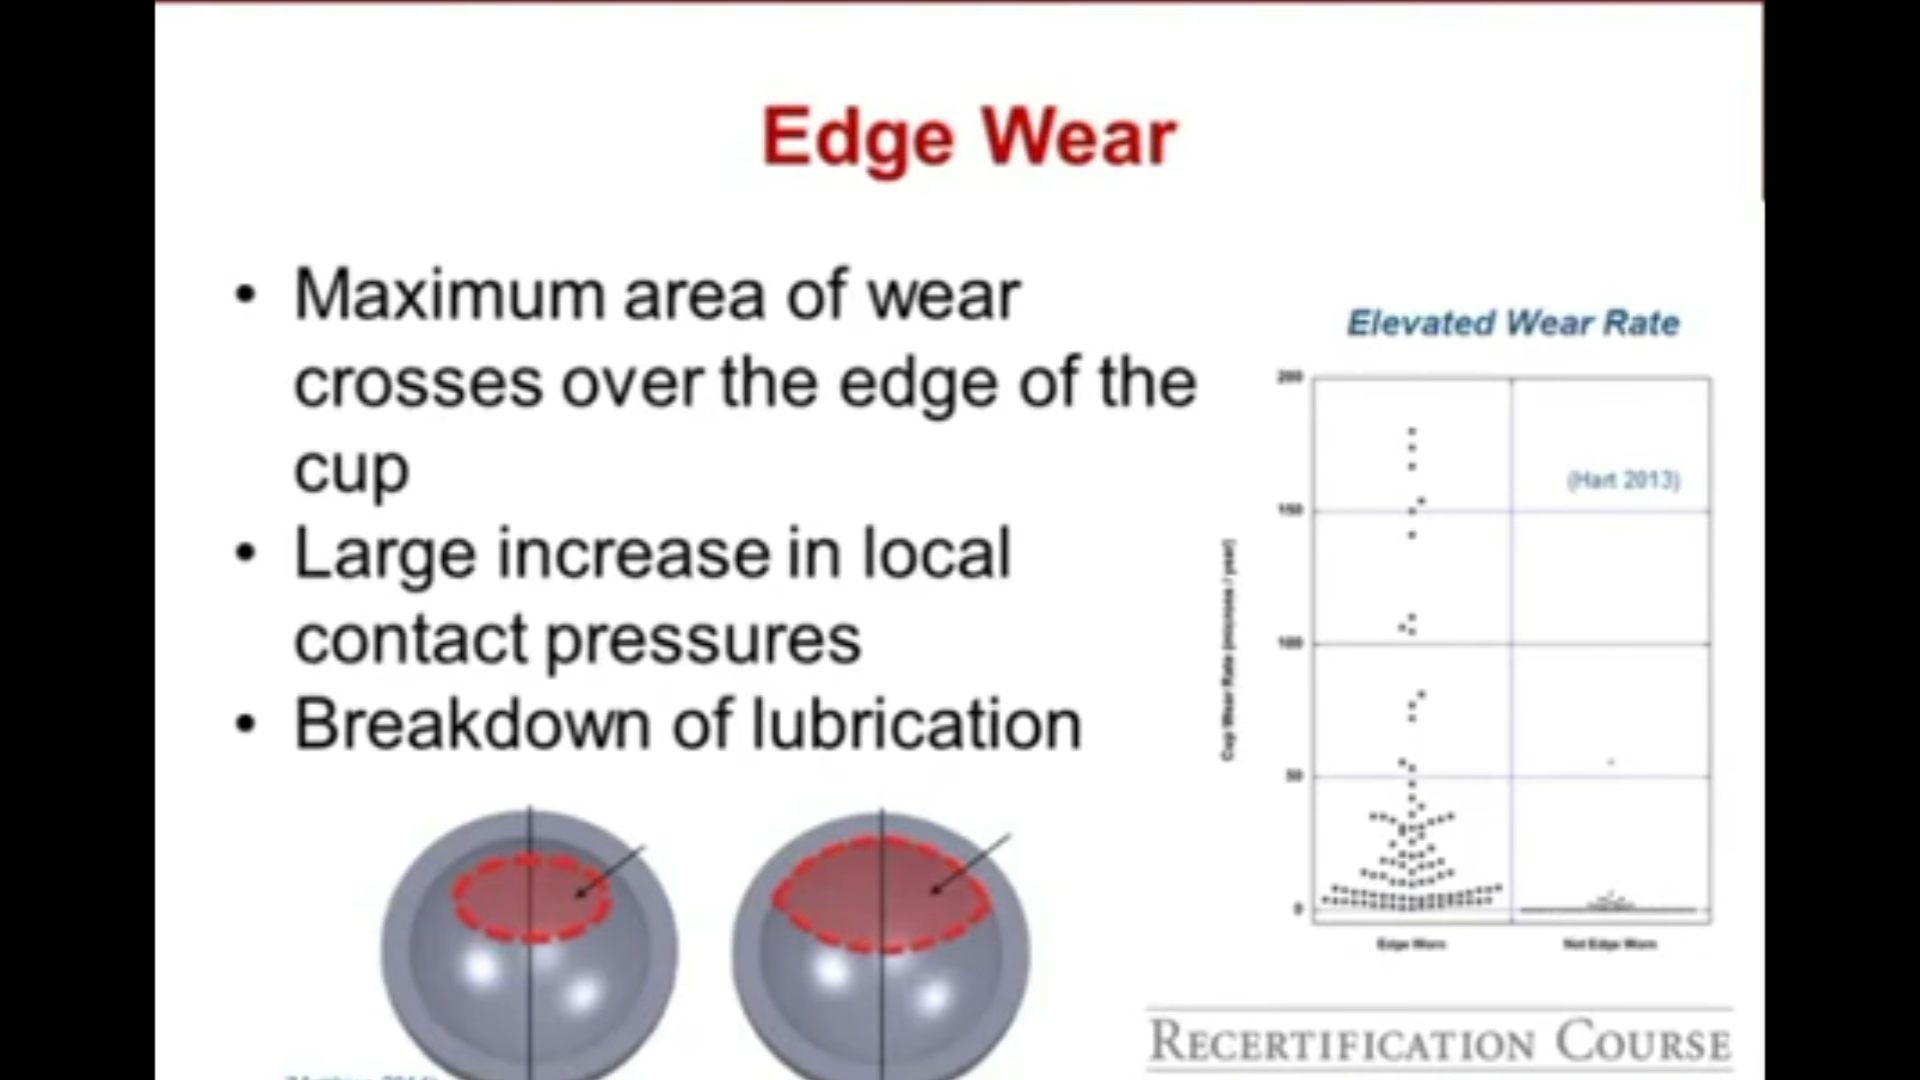 Edge Wear
• Maximum area of wear
crosses over the edge of the
cup
• Large increase in local
contact pressures
• Breakdown of lubrication
Elevated Wear Rate
200
(Hart 2013)
150
100
50
0
Cup Wear Rate (microns / year)
Edge Worn
Not Edge Worn
RECERTIFICATION COURSE